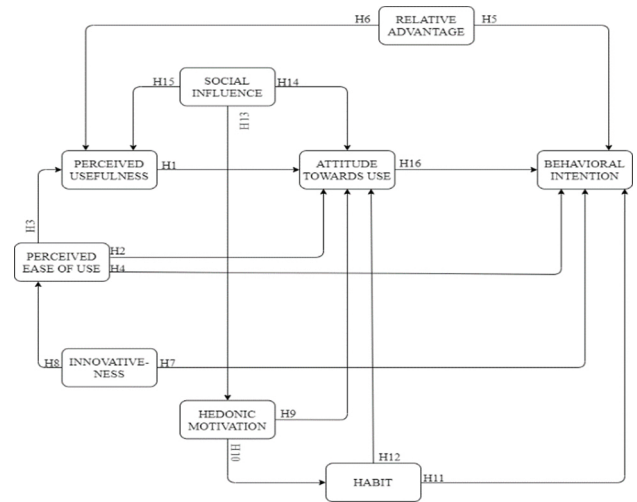 H6
RELATIVE
ADVANTAGE
H5
H15
SOCIAL
INFLUENCE
H14
H13
PERCEIVED
USEFULNESS
H1
ATTITUDE
TOWARDS USE
H16
BEHAVIORAL
INTENTION
H3
PERCEIVED
EASE OF USE
H2
H4
H8
INNOVATIVE-
NESS
H7
HEDONIC
MOTIVATION
H9
H10
H12
HABIT
H11